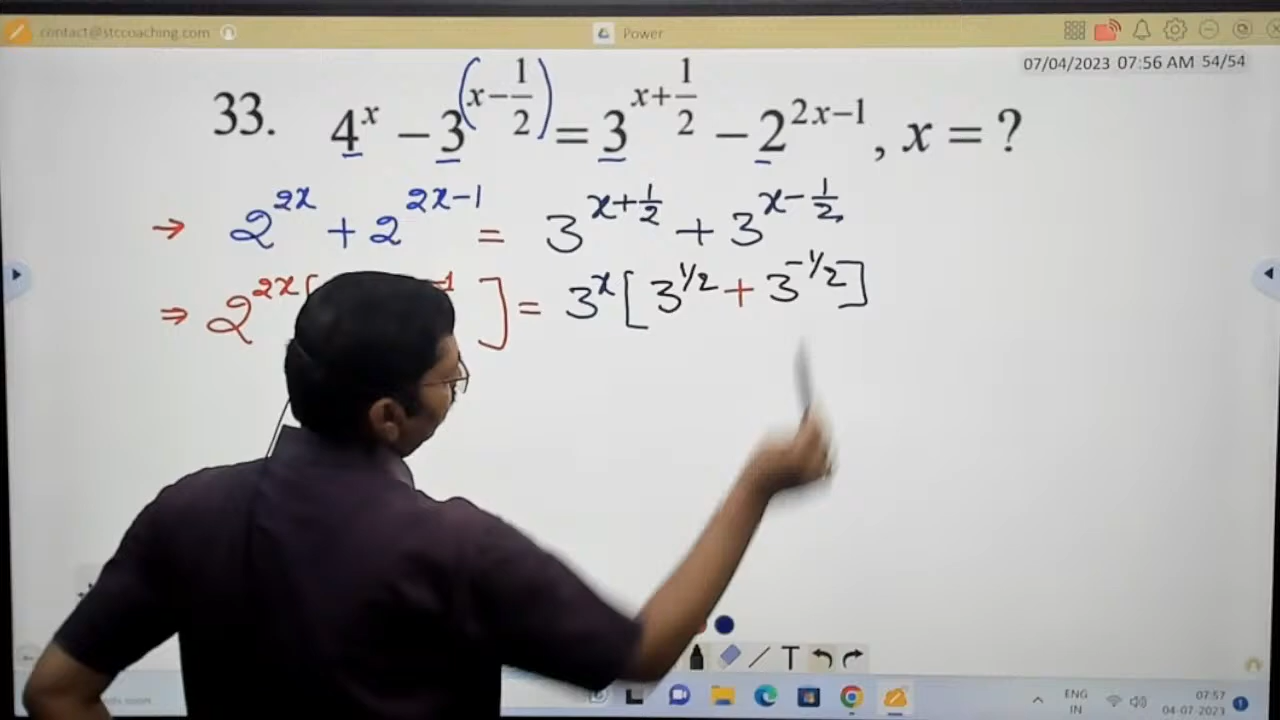 contact@stccoaching.com
Power
07/04/2023 07:56 AM 54/54
33. 4^x − 3^(x−1/2) = 3^(x+1/2) − 2^(2x−1), x = ?
→ 2^(2x) + 2^(2x−1) = 3^(x+1/2) + 3^(x−1/2)
⇒ 2^(2x)[ −1 ] = 3^x [3^(1/2) + 3^(−1/2)]
T
ENG
IN
07:57
04-07-2023